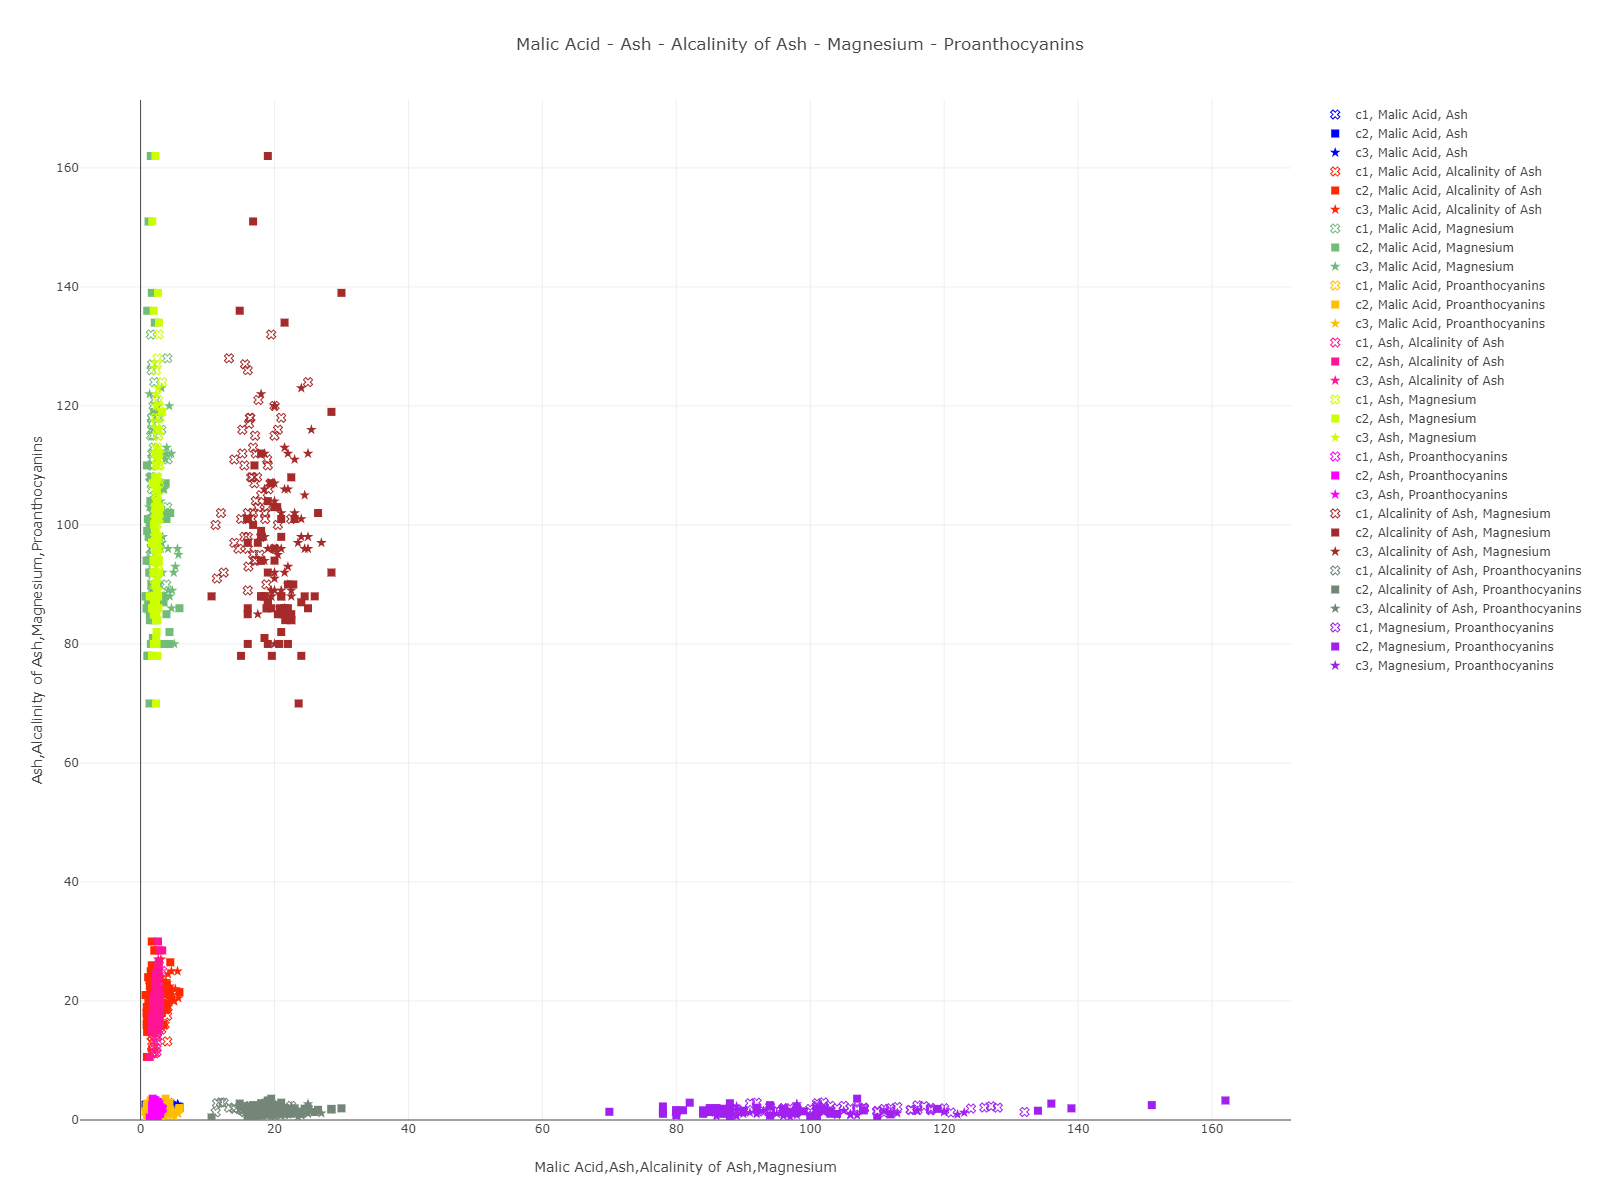 Malic Acid - Ash - Alcalinity of Ash - Magnesium - Proanthocyanins
c1, Malic Acid, Ash
c2, Malic Acid, Ash
c3, Malic Acid, Ash
c1, Malic Acid, Alcalinity of Ash
c2, Malic Acid, Alcalinity of Ash
c3, Malic Acid, Alcalinity of Ash
c1, Malic Acid, Magnesium
c2, Malic Acid, Magnesium
c3, Malic Acid, Magnesium
c1, Malic Acid, Proanthocyanins
c2, Malic Acid, Proanthocyanins
c3, Malic Acid, Proanthocyanins
c1, Ash, Alcalinity of Ash
c2, Ash, Alcalinity of Ash
c3, Ash, Alcalinity of Ash
c1, Ash, Magnesium
c2, Ash, Magnesium
c3, Ash, Magnesium
c1, Ash, Proanthocyanins
c2, Ash, Proanthocyanins
c3, Ash, Proanthocyanins
c1, Alcalinity of Ash, Magnesium
c2, Alcalinity of Ash, Magnesium
c3, Alcalinity of Ash, Magnesium
c1, Alcalinity of Ash, Proanthocyanins
c2, Alcalinity of Ash, Proanthocyanins
c3, Alcalinity of Ash, Proanthocyanins
c1, Magnesium, Proanthocyanins
c2, Magnesium, Proanthocyanins
c3, Magnesium, Proanthocyanins
Ash,Alcalinity of Ash,Magnesium,Proanthocyanins
160
140
120
100
80
60
40
20
0
0 20 40 60 80 100 120 140 160
Malic Acid,Ash,Alcalinity of Ash,Magnesium